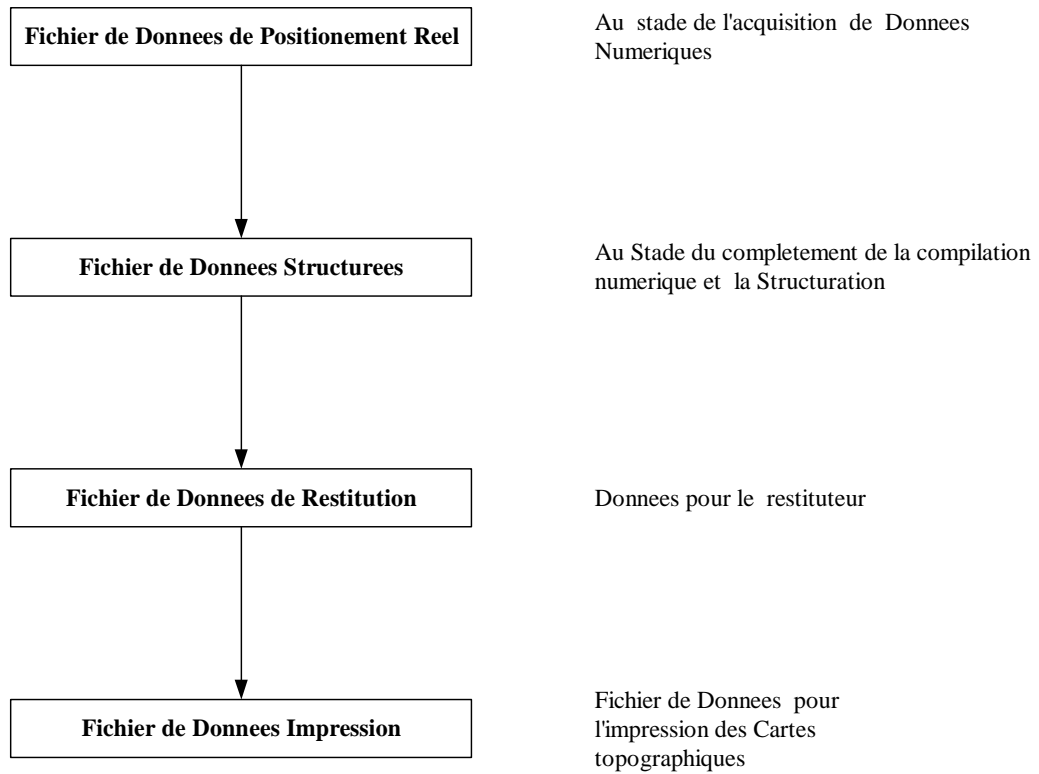 Fichier de Donnees de Positionement Reel
Au stade de l'acquisition de Donnees
Numeriques
Fichier de Donnees Structurees
Au Stade du completement de la compilation
numerique et la Structuration
Fichier de Donnees de Restitution
Donnees pour le restituteur
Fichier de Donnees Impression
Fichier de Donnees pour
l'impression des Cartes
topographiques